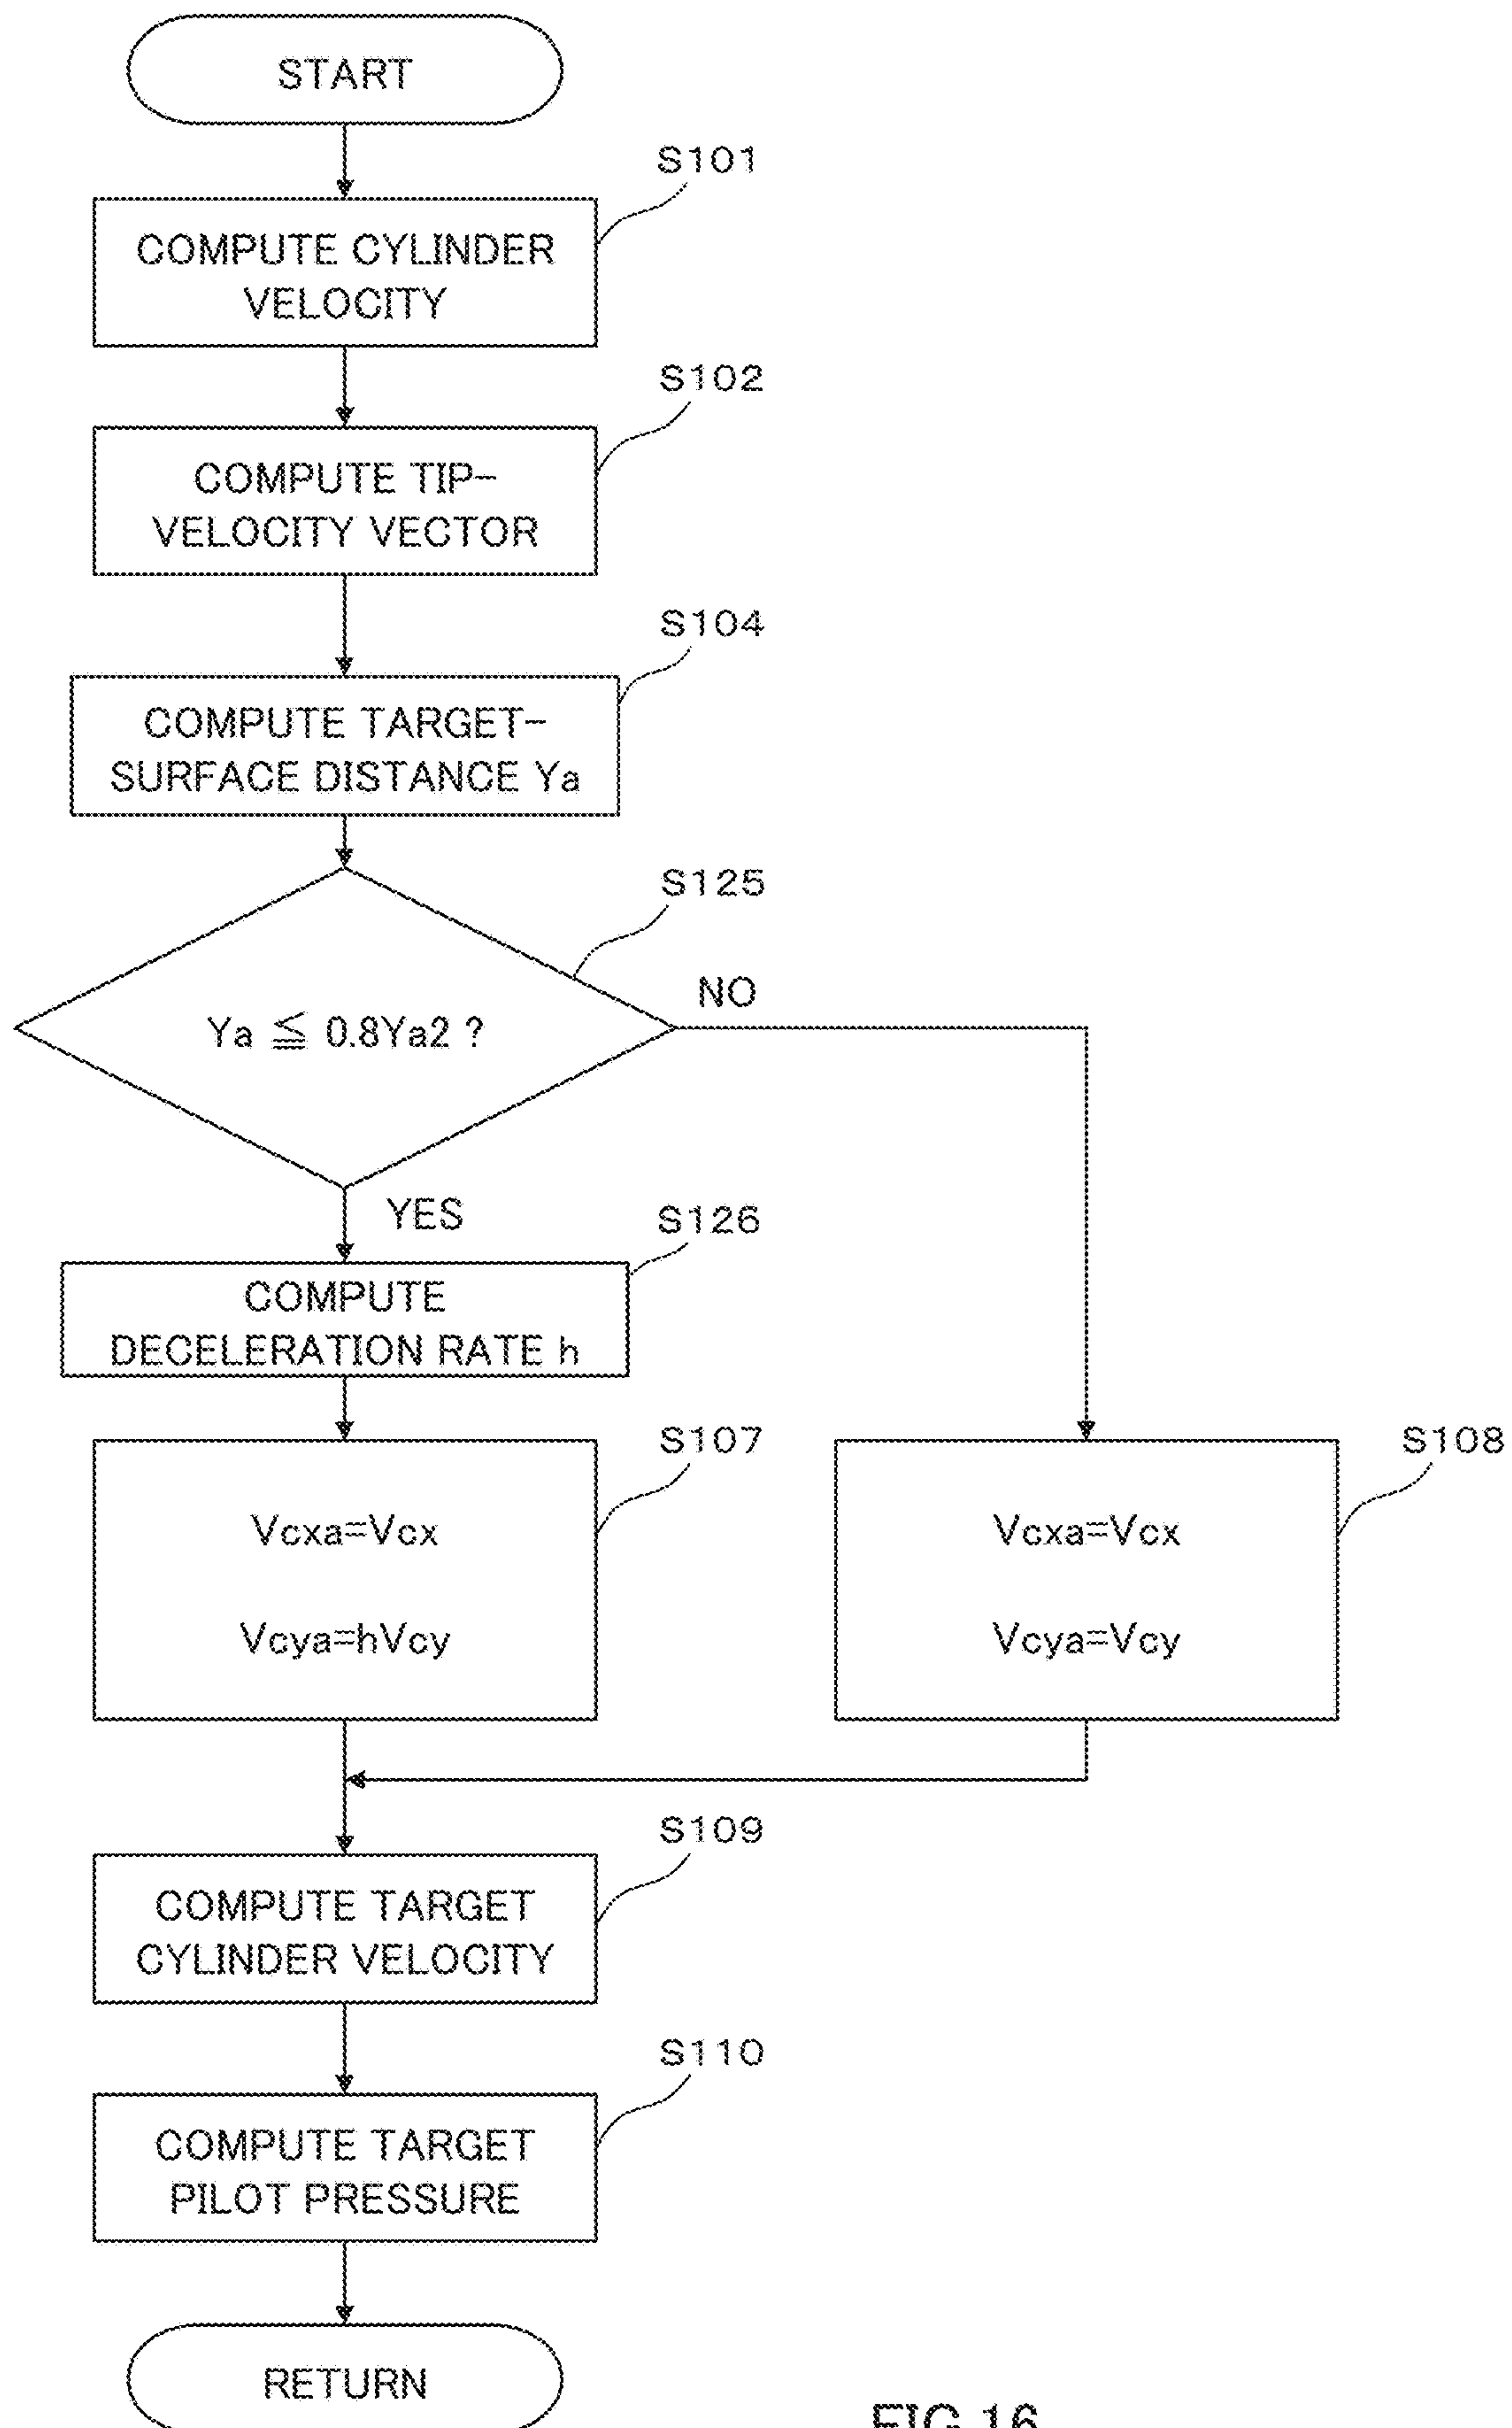 START
S101
COMPUTE CYLINDER
VELOCITY
S102
COMPUTE TIP-
VELOCITY VECTOR
S104
COMPUTE TARGET-
SURFACE DISTANCE Ya
S125
Ya ≦ 0.8Ya2 ?
NO
YES
S126
COMPUTE
DECELERATION RATE h
S107
Vcxa=Vcx
Vcya=hVcy
S108
Vcxa=Vcx
Vcya=Vcy
S109
COMPUTE TARGET
CYLINDER VELOCITY
S110
COMPUTE TARGET
PILOT PRESSURE
RETURN
FIG.16